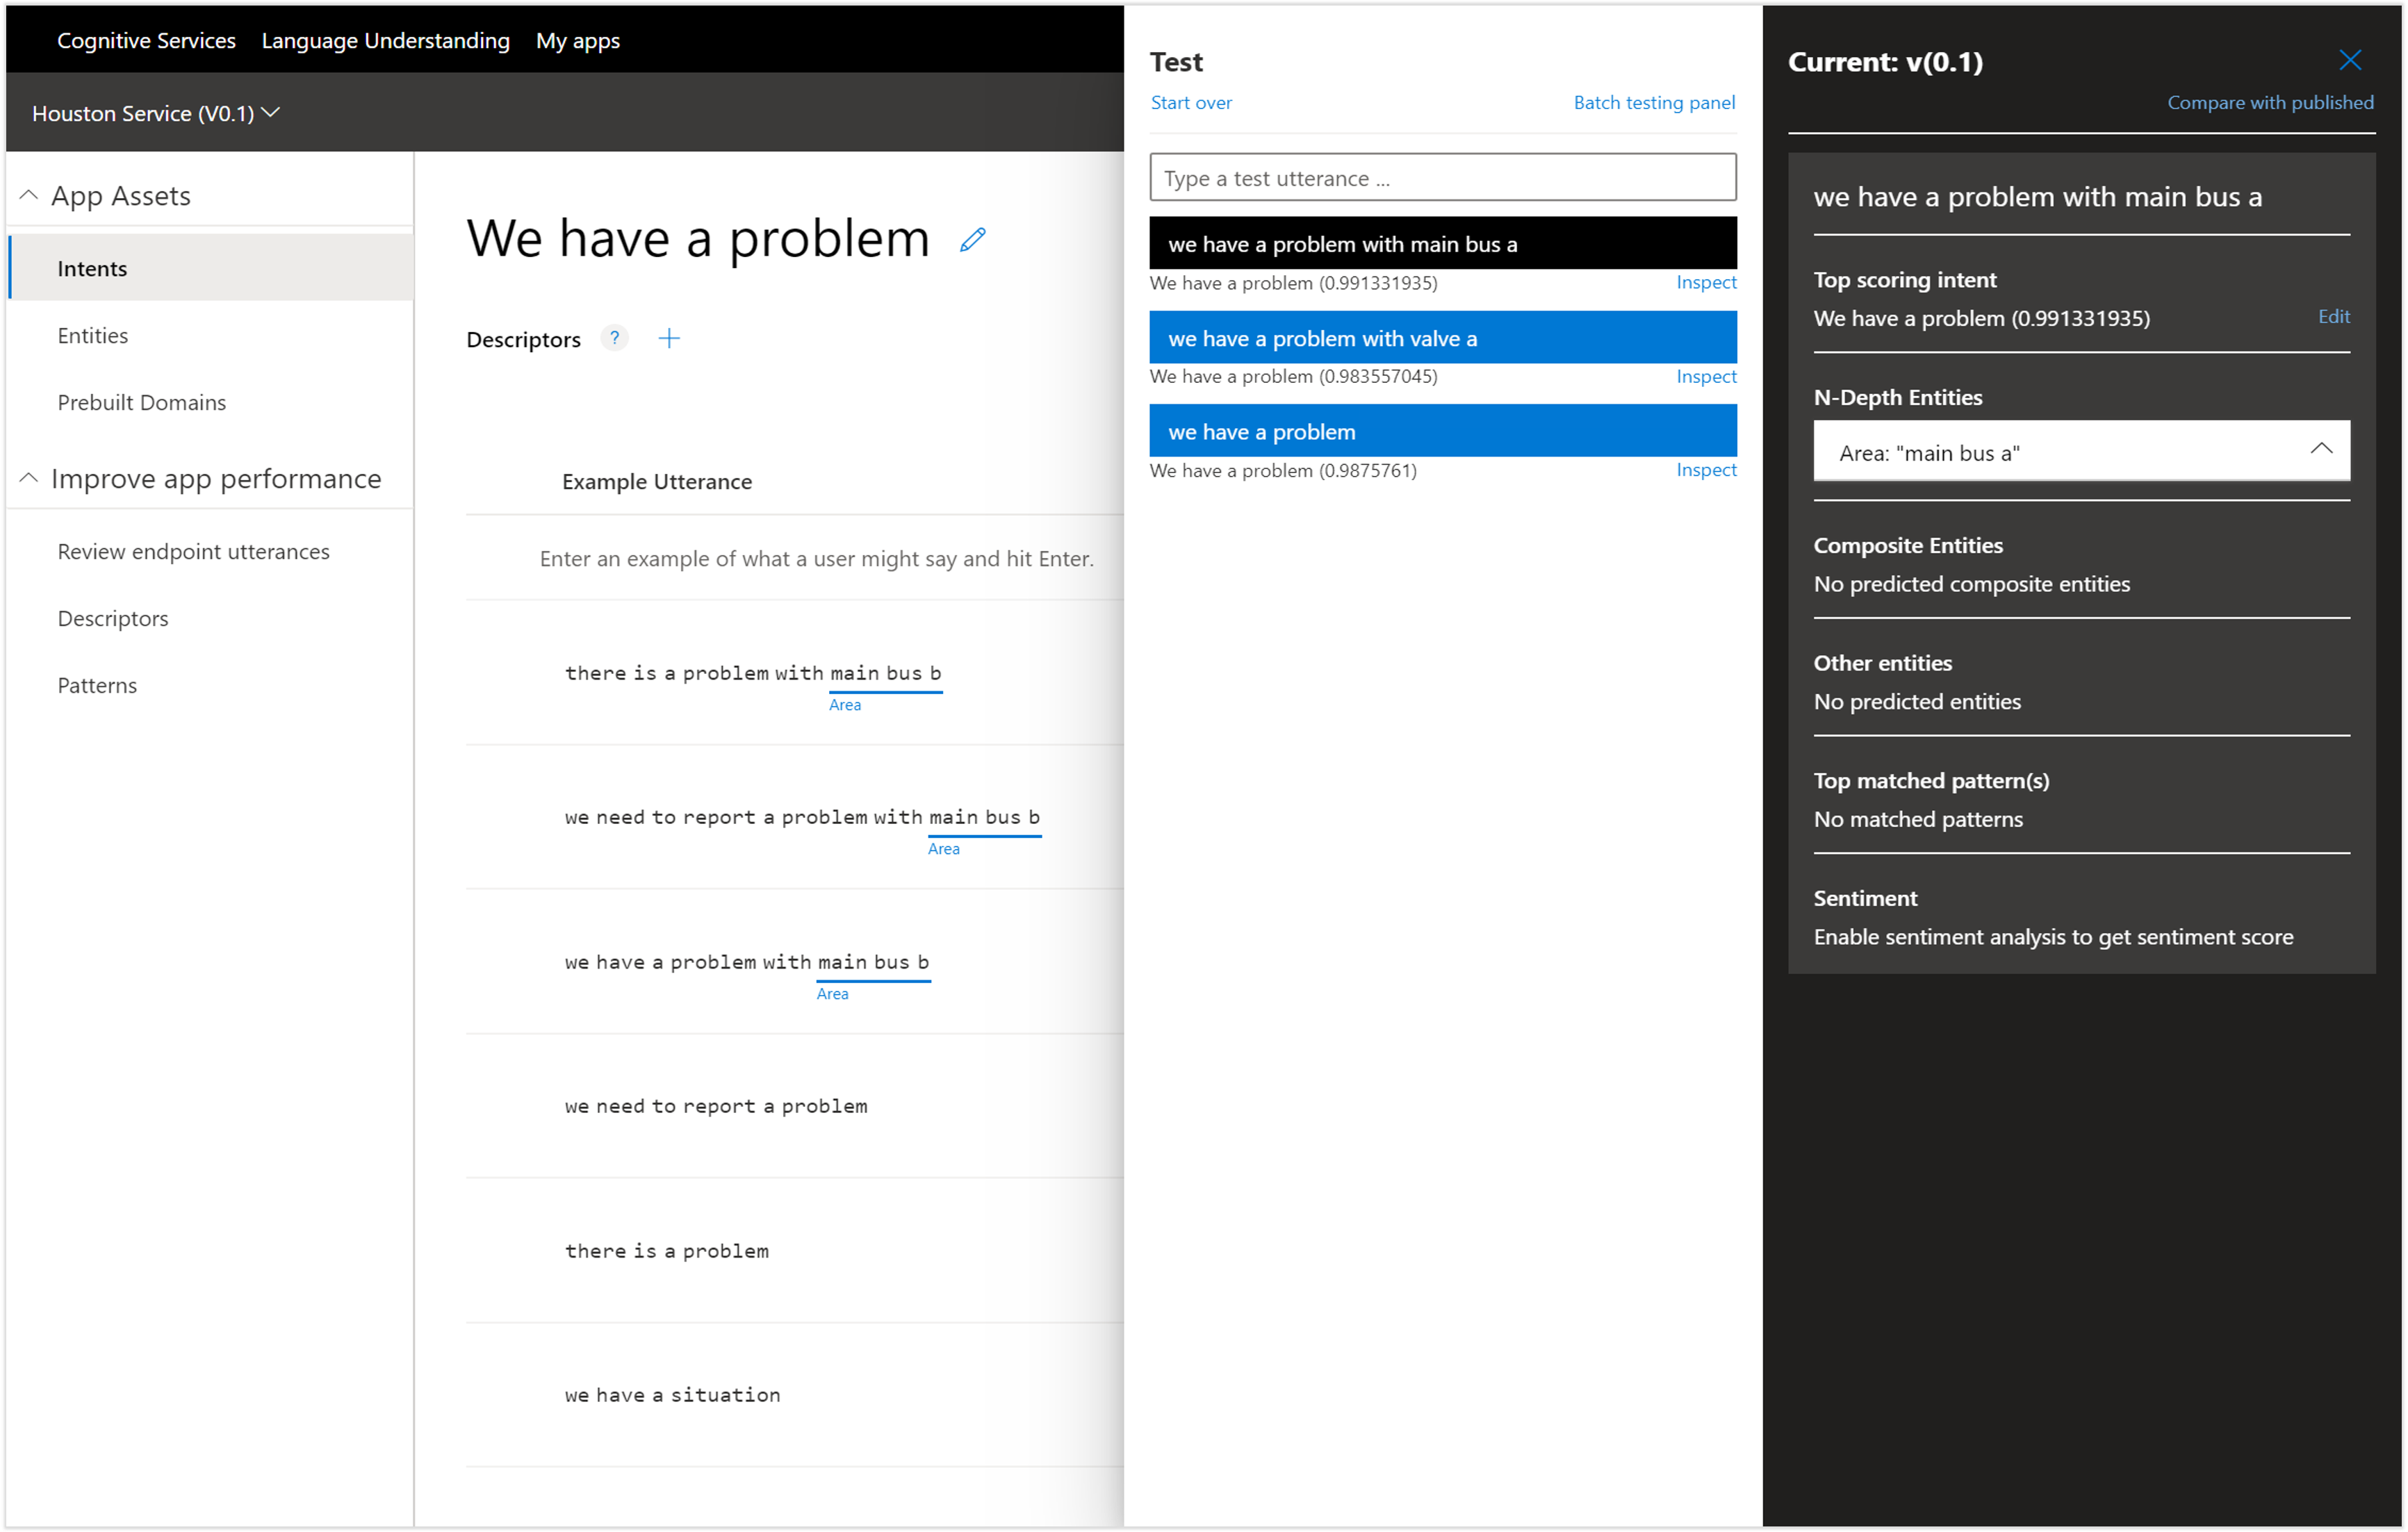 Cognitive Services Language Understanding My apps
Houston Service (V0.1)
App Assets
Intents
Entities
Prebuilt Domains
Improve app performance
Review endpoint utterances
Descriptors
Patterns
We have a problem
Descriptors ? +
Example Utterance
Enter an example of what a user might say and hit Enter.
there is a problem with main bus b
Area
we need to report a problem with main bus b
Area
we have a problem with main bus b
Area
we need to report a problem
there is a problem
we have a situation
Test
Start over Batch testing panel
Type a test utterance ...
we have a problem with main bus a
We have a problem (0.991331935) Inspect
we have a problem with valve a
We have a problem (0.983557045) Inspect
we have a problem
We have a problem (0.9875761) Inspect
Current: v(0.1)
Compare with published
we have a problem with main bus a
Top scoring intent
We have a problem (0.991331935) Edit
N-Depth Entities
Area: "main bus a"
Composite Entities
No predicted composite entities
Other entities
No predicted entities
Top matched pattern(s)
No matched patterns
Sentiment
Enable sentiment analysis to get sentiment score